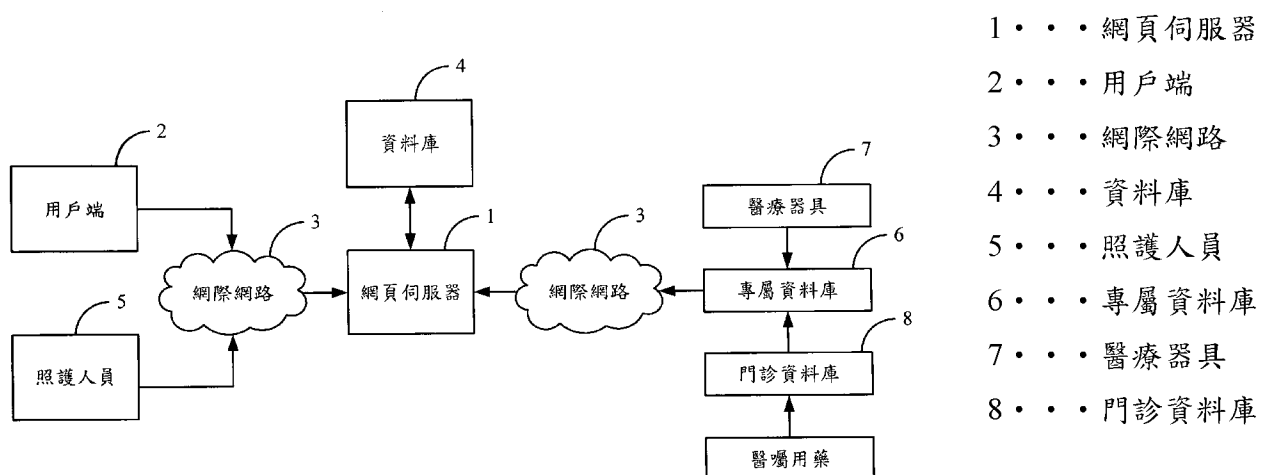 4
資料庫
2
用戶端
7
醫療器具
3
網際網路
1
網頁伺服器
3
網際網路
6
專屬資料庫
5
照護人員
8
門診資料庫
醫囑用藥
1・・・網頁伺服器
2・・・用戶端
3・・・網際網路
4・・・資料庫
5・・・照護人員
6・・・專屬資料庫
7・・・醫療器具
8・・・門診資料庫